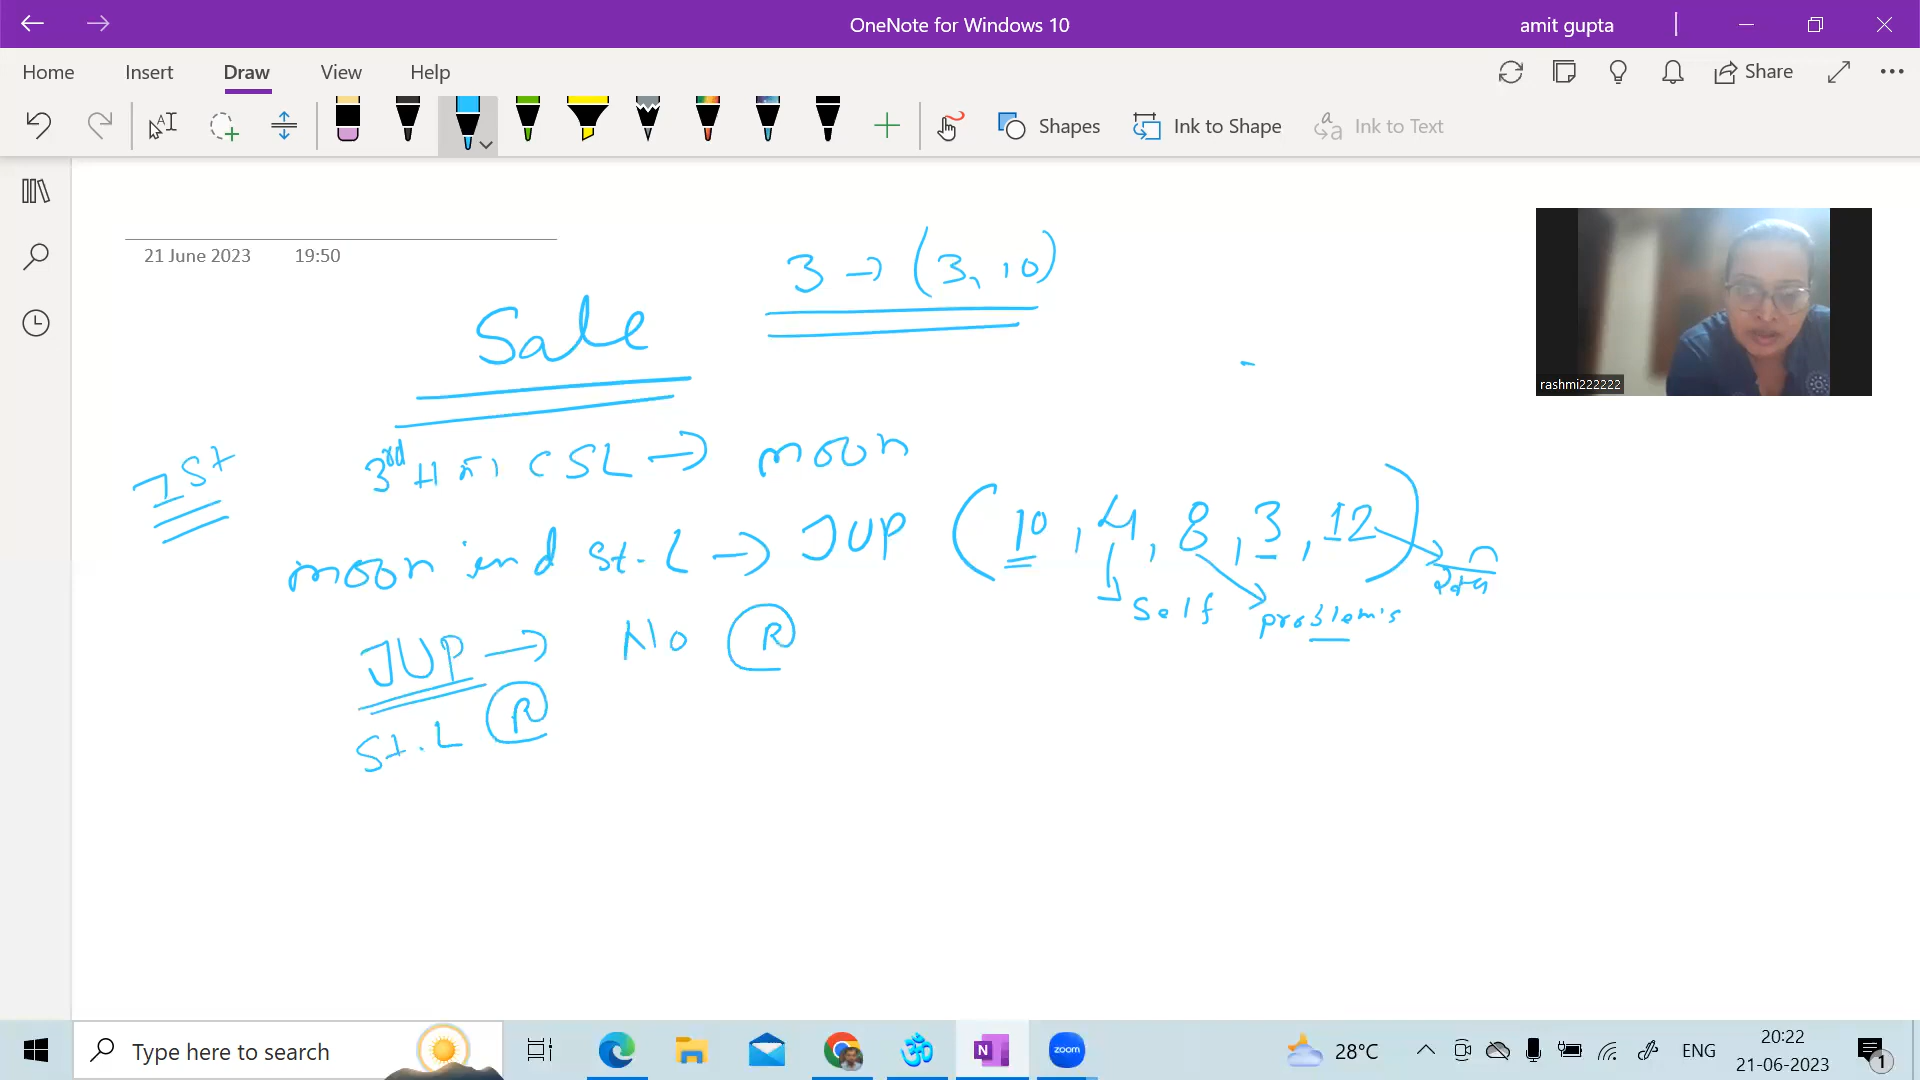 OneNote for Windows 10
amit gupta
Home Insert Draw View Help
Share
Shapes Ink to Shape Ink to Text
21 June 2023 19:50
3 → (3, 10)
Sale
rashmi222222
1st
3rd H का CSL → moon
moon ind St. L → JUP (10, 4, 8, 3, 12)
Self
problem's
JUP → No R
St. L R
Type here to search
zoom
28°C
ENG
20:22
21-06-2023
1